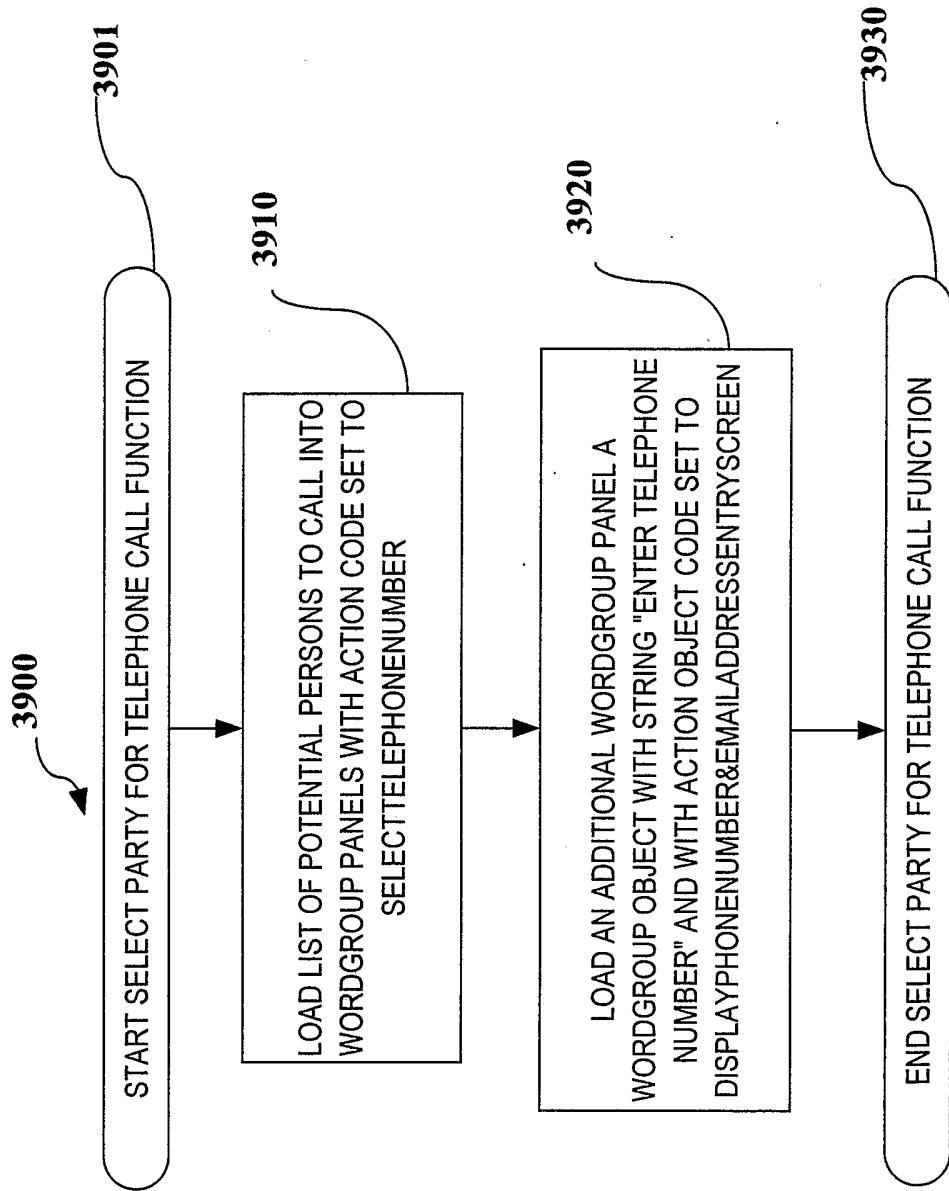 3900
3901
START SELECT PARTY FOR TELEPHONE CALL FUNCTION
3910
LOAD LIST OF POTENTIAL PERSONS TO CALL INTO
WORDGROUP PANELS WITH ACTION CODE SET TO
SELECTTELEPHONENUMBER
3920
LOAD AN ADDITIONAL WORDGROUP PANEL A
WORDGROUP OBJECT WITH STRING "ENTER TELEPHONE
NUMBER" AND WITH ACTION OBJECT CODE SET TO
DISPLAYPHONENUMBER&EMAILADDRESSENTRYSCREEN
3930
END SELECT PARTY FOR TELEPHONE CALL FUNCTION